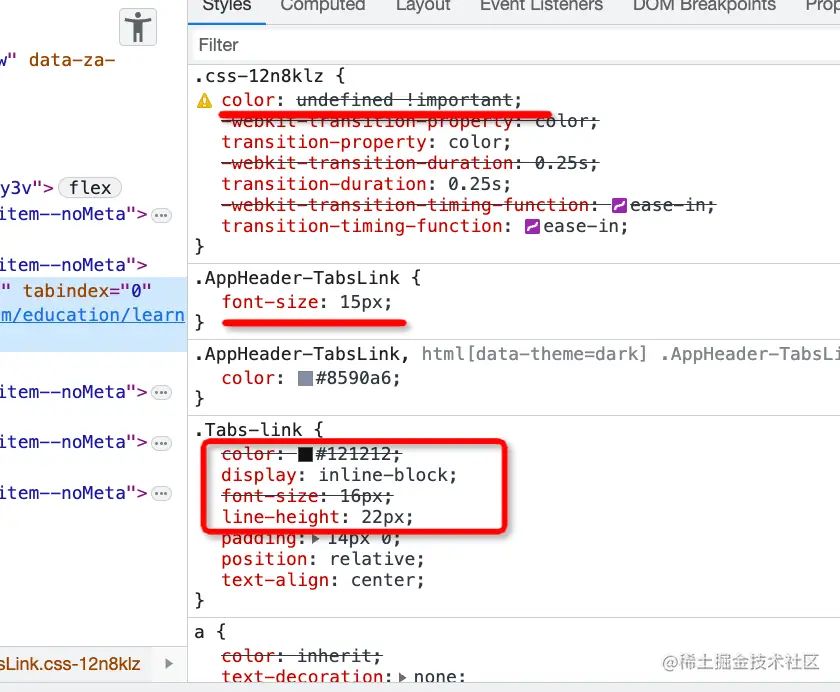 Styles Computed Layout Event Listeners DOM Breakpoints Prop
Filter
w" data-za-
y3v"> flex
item--noMeta">
item--noMeta">
" tabindex="0"
m/education/learn
item--noMeta">
item--noMeta">
item--noMeta">
sLink.css-12n8klz
.css-12n8klz {
color: undefined !important;
-webkit-transition-property: color;
transition-property: color;
-webkit-transition-duration: 0.25s;
transition-duration: 0.25s;
-webkit-transition-timing-function: ease-in;
transition-timing-function: ease-in;
}
.AppHeader-TabsLink {
font-size: 15px;
}
.AppHeader-TabsLink, html[data-theme=dark] .AppHeader-TabsLi
color: #8590a6;
}
.Tabs-link {
color: #121212;
display: inline-block;
font-size: 16px;
line-height: 22px;
padding: 14px 0;
position: relative;
text-align: center;
}
a {
color: inherit;
text-decoration: none;
@稀土掘金技术社区